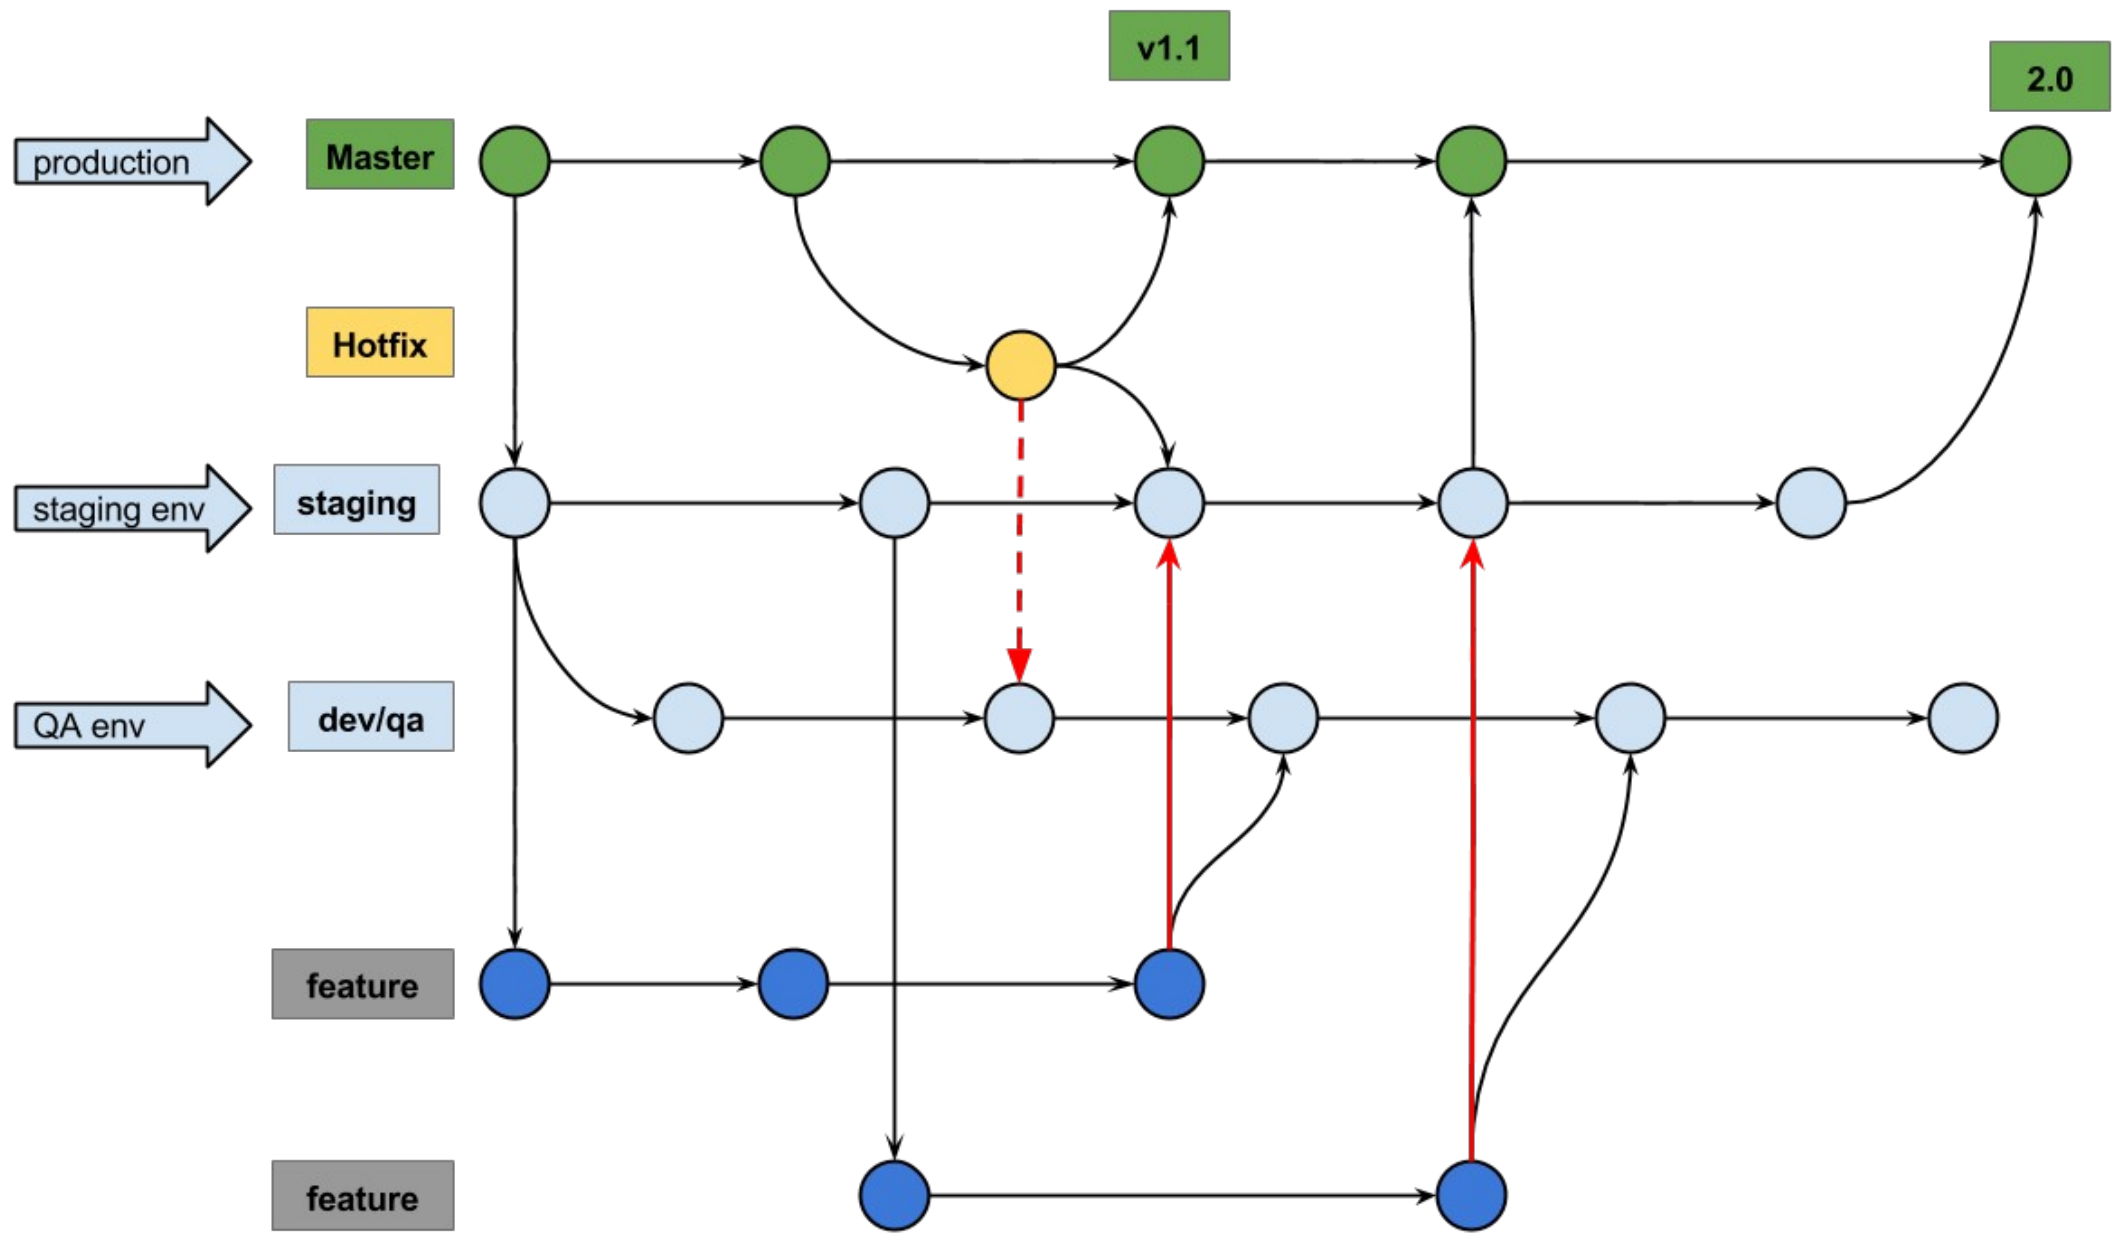 v1.1
2.0
production
Master
Hotfix
staging env
staging
QA env
dev/qa
feature
feature